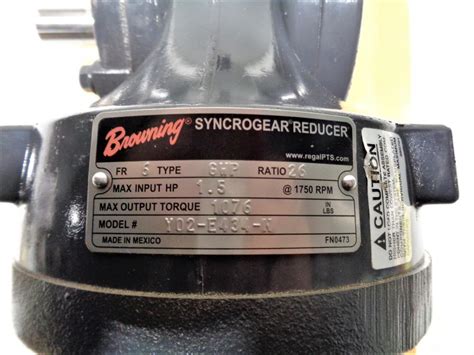 Browning® SYNCROGEAR® REDUCER
www.regalPTS.com
FR 6 TYPE GMP RATIO 26
MAX INPUT HP 1.5 @ 1750 RPM
MAX OUTPUT TORQUE 1076 IN LBS
MODEL # Y02-E434-N
MADE IN MEXICO FN0473
CAUTION